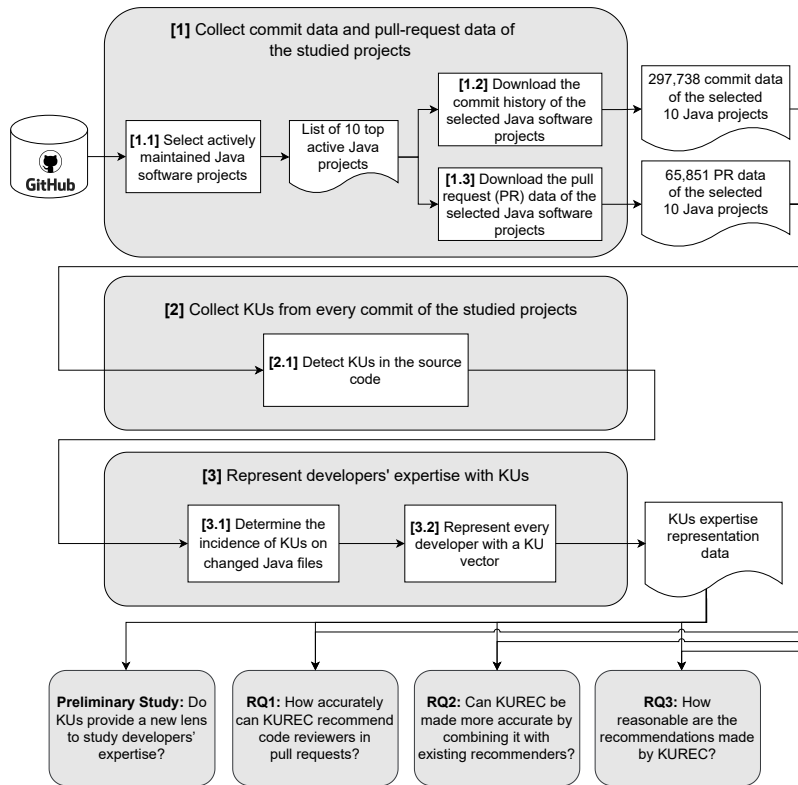 [1] Collect commit data and pull-request data of
the studied projects
GitHub
[1.1] Select actively
maintained Java
software projects
List of 10 top
active Java
projects
[1.2] Download the
commit history of the
selected Java software
projects
[1.3] Download the pull
request (PR) data of the
selected Java software
projects
297,738 commit data
of the selected
10 Java projects
65,851 PR data
of the selected
10 Java projects
[2] Collect KUs from every commit of the studied projects
[2.1] Detect KUs in the source
code
[3] Represent developers' expertise with KUs
[3.1] Determine the
incidence of KUs on
changed Java files
[3.2] Represent every
developer with a KU
vector
KUs expertise
representation
data
Preliminary Study: Do
KUs provide a new lens
to study developers’
expertise?
RQ1: How accurately
can KUREC recommend
code reviewers in
pull requests?
RQ2: Can KUREC be
made more accurate by
combining it with
existing recommenders?
RQ3: How
reasonable are the
recommendations made
by KUREC?